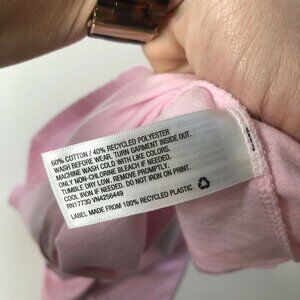 60% COTTON / 40% RECYCLED POLYESTER
WASH BEFORE WEAR. TURN GARMENT INSIDE OUT.
MACHINE WASH COLD WITH LIKE COLORS.
ONLY NON-CHLORINE BLEACH IF NEEDED.
TUMBLE DRY LOW. REMOVE PROMPTLY.
COOL IRON IF NEEDED. DO NOT IRON ON PRINT
RN17730 VN4256449
LABEL MADE FROM 100% RECYCLED PLASTIC